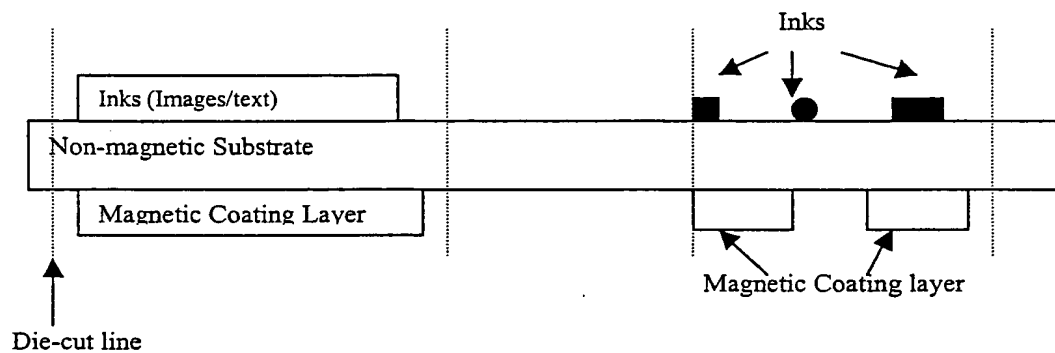 Inks
Inks (Images/text)
Non-magnetic Substrate
Magnetic Coating Layer
Magnetic Coating layer
Die-cut line